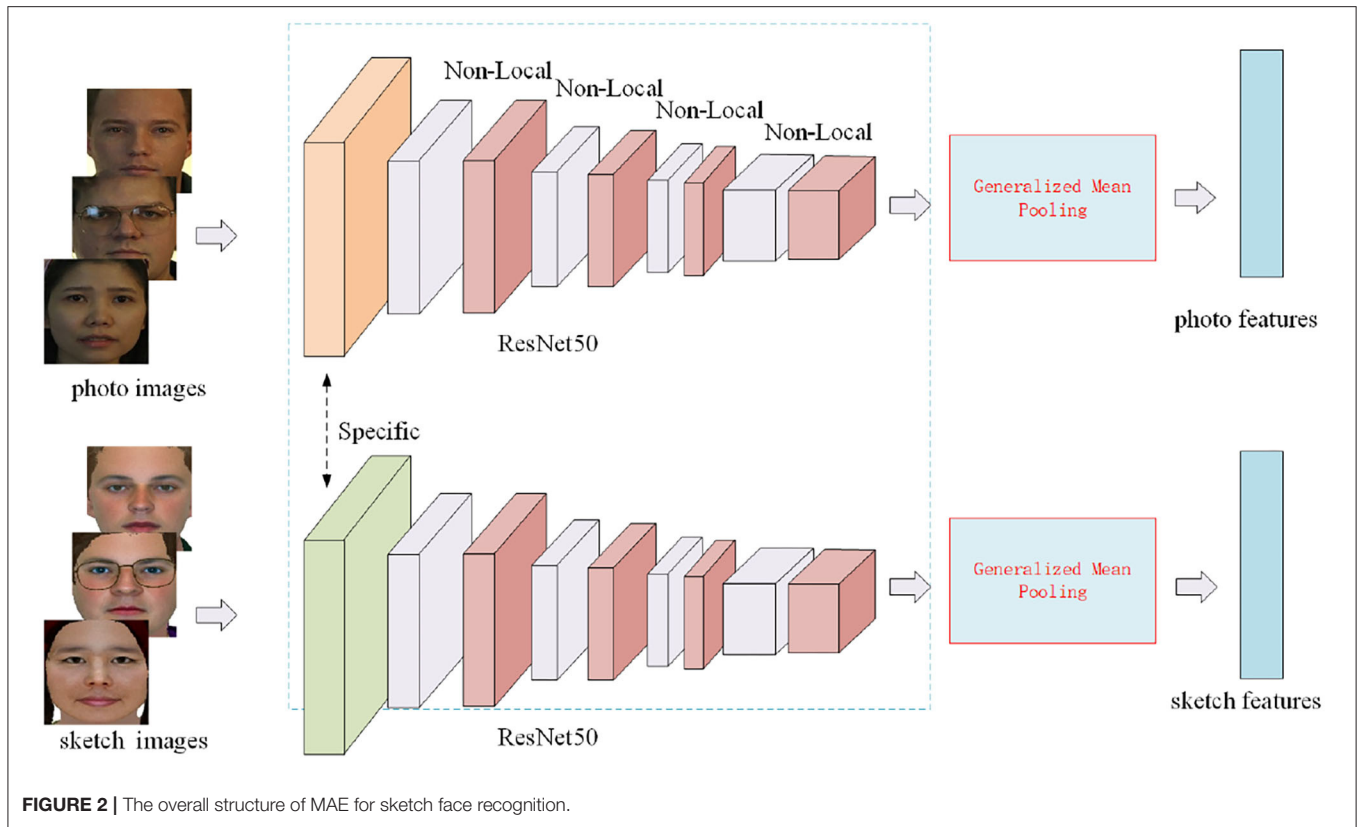 Non-Local
Non-Local
Non-Local
Non-Local
Generalized Mean
Pooling
ResNet50
photo images
photo features
Specific
Generalized Mean
Pooling
ResNet50
sketch images
sketch features
FIGURE 2 | The overall structure of MAE for sketch face recognition.